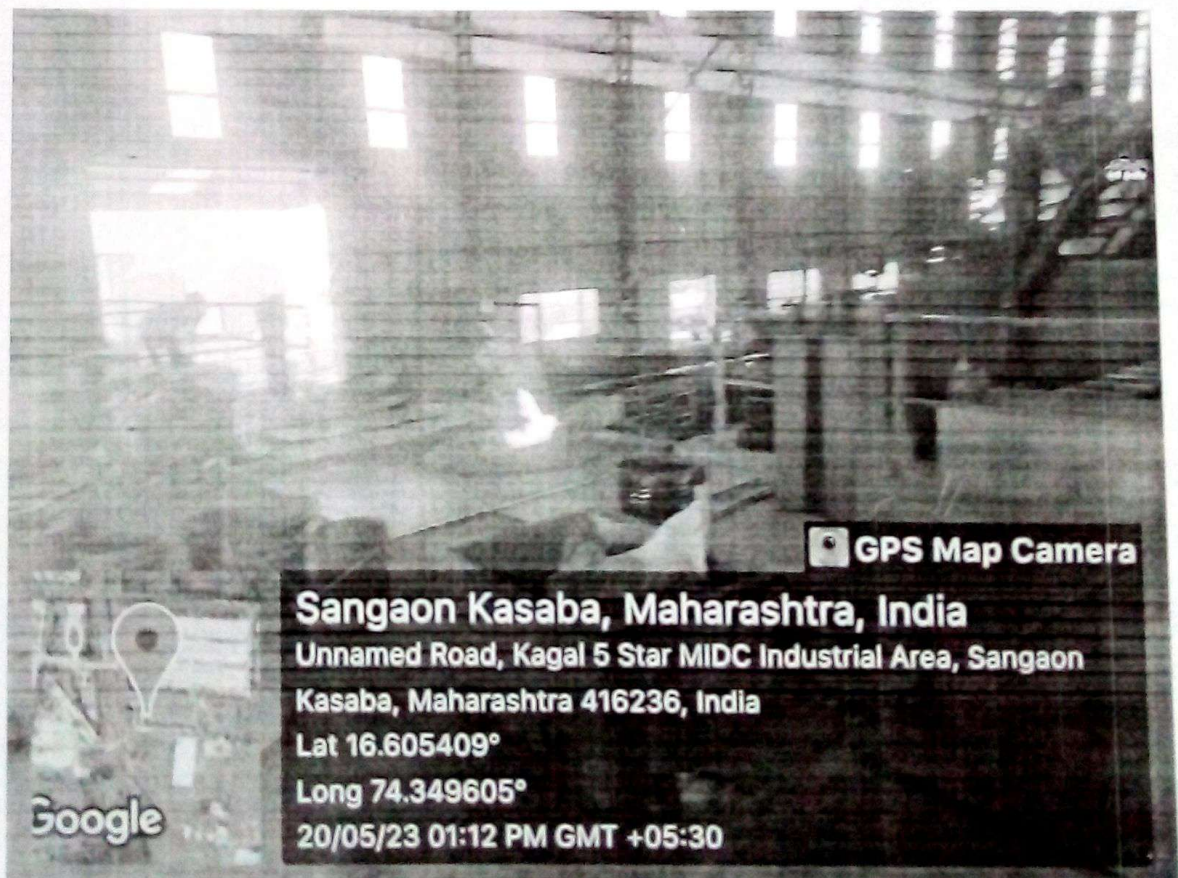 GPS Map Camera
Sangaon Kasaba, Maharashtra, India
Unnamed Road, Kagal 5 Star MIDC Industrial Area, Sangaon
Kasaba, Maharashtra 416236, India
Lat 16.605409°
Long 74.349605°
20/05/23 01:12 PM GMT +05:30
Google